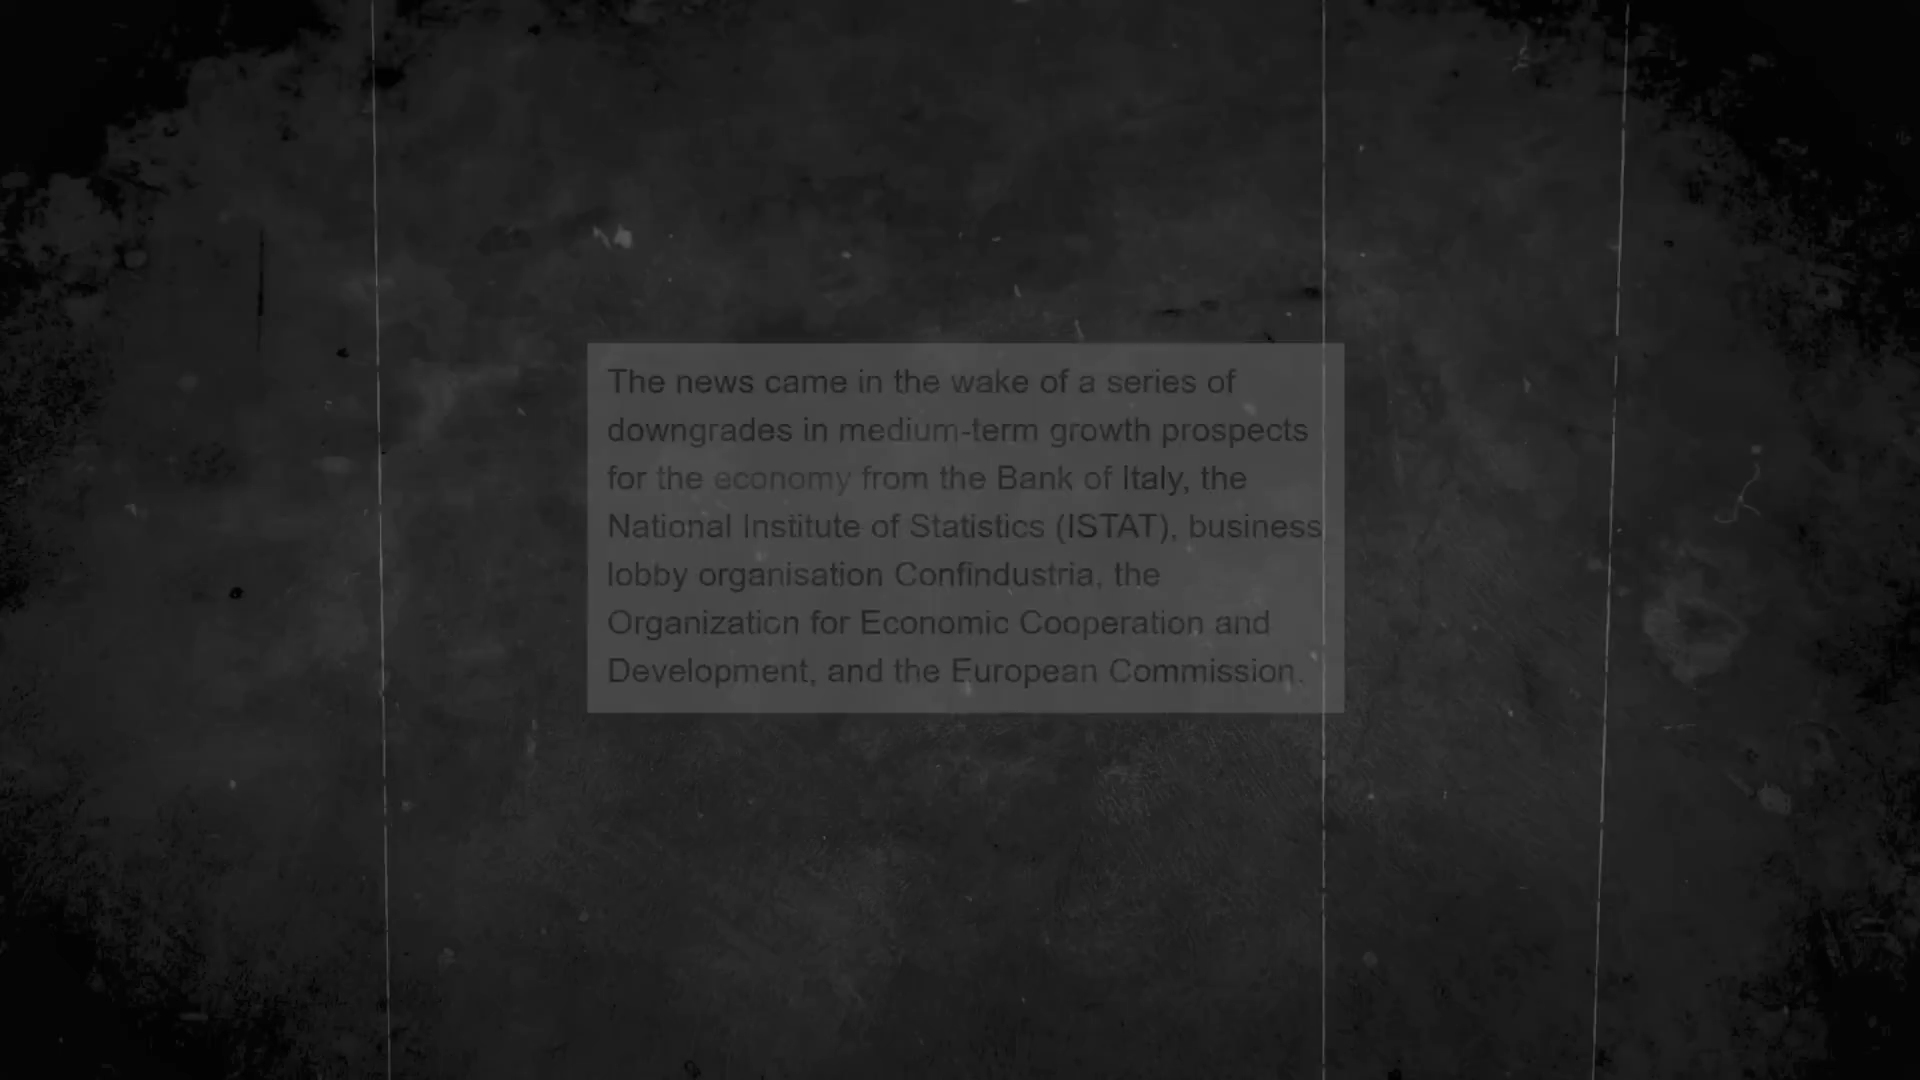 The news came in the wake of a series of
downgrades in medium-term growth prospects
for the economy from the Bank of Italy, the
National Institute of Statistics (ISTAT), business
lobby organisation Confindustria, the
Organization for Economic Cooperation and
Development, and the European Commission.